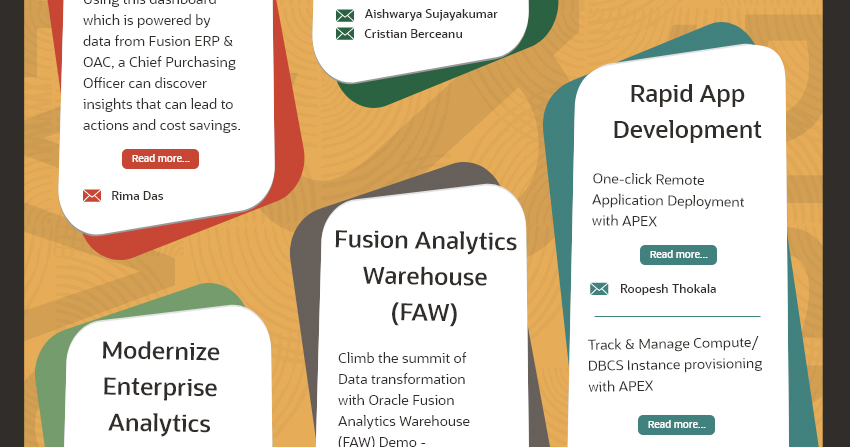 Using this dashboard
which is powered by
data from Fusion ERP &
OAC, a Chief Purchasing
Officer can discover
insights that can lead to
actions and cost savings.
Read more...
Rima Das
Aishwarya Sujayakumar
Cristian Berceanu
Modernize
Enterprise
Analytics
Fusion Analytics
Warehouse
(FAW)
Climb the summit of
Data transformation
with Oracle Fusion
Analytics Warehouse
(FAW) Demo -
Rapid App
Development
One-click Remote
Application Deployment
with APEX
Read more...
Roopesh Thokala
Track & Manage Compute/
DBCS Instance provisioning
with APEX
Read more...